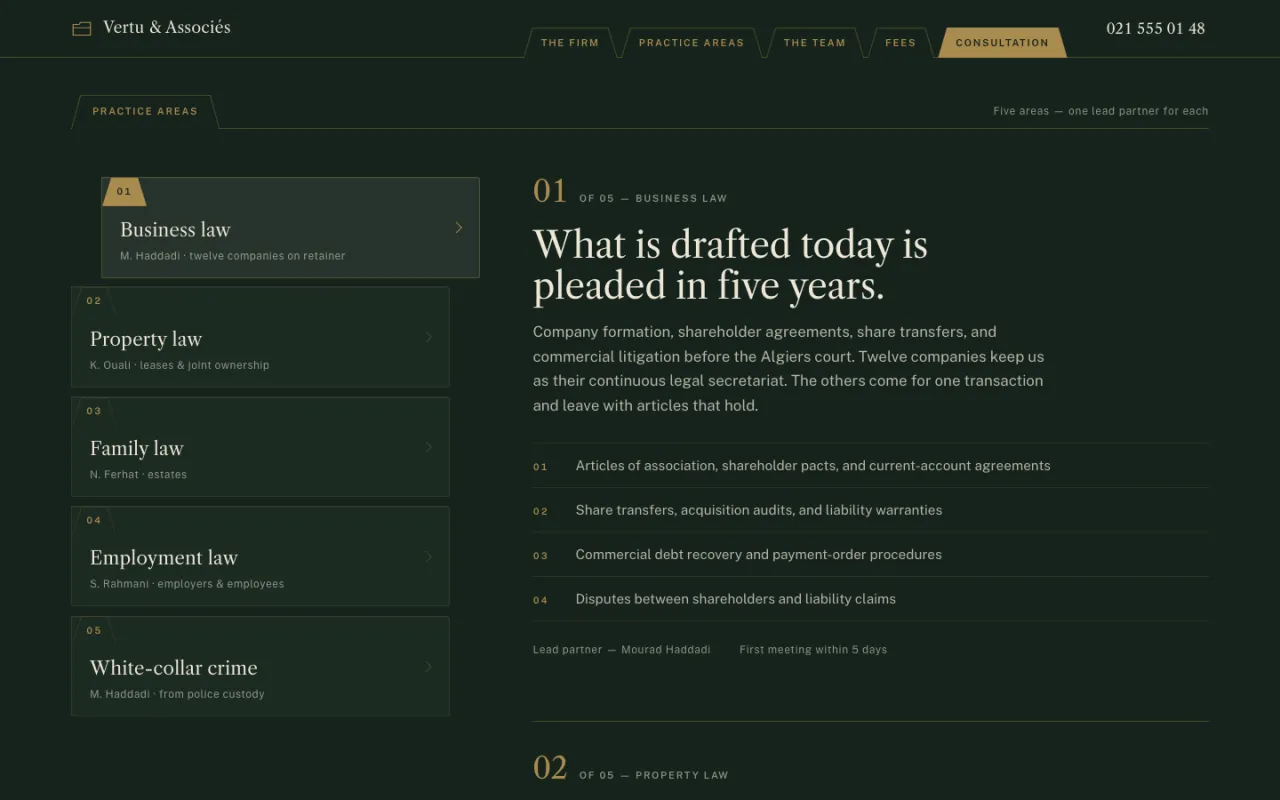 Vertu & Associés
THE FIRM
PRACTICE AREAS
THE TEAM
FEES
CONSULTATION
021 555 01 48
PRACTICE AREAS
Five areas — one lead partner for each
01
Business law
M. Haddadi · twelve companies on retainer
02
Property law
K. Ouali · leases & joint ownership
03
Family law
N. Ferhat · estates
04
Employment law
S. Rahmani · employers & employees
05
White-collar crime
M. Haddadi · from police custody
01 OF 05 — BUSINESS LAW
What is drafted today is
pleaded in five years.
Company formation, shareholder agreements, share transfers, and
commercial litigation before the Algiers court. Twelve companies keep us
as their continuous legal secretariat. The others come for one transaction
and leave with articles that hold.
01 Articles of association, shareholder pacts, and current-account agreements
02 Share transfers, acquisition audits, and liability warranties
03 Commercial debt recovery and payment-order procedures
04 Disputes between shareholders and liability claims
Lead partner — Mourad Haddadi First meeting within 5 days
02 OF 05 — PROPERTY LAW